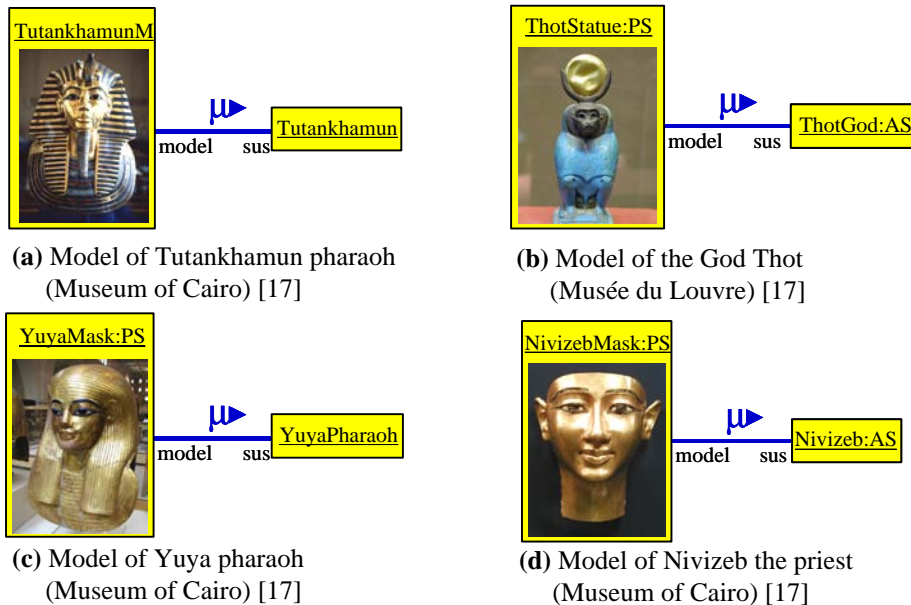 TutankhamunM
μ
model sus
Tutankhamun
(a) Model of Tutankhamun pharaoh
(Museum of Cairo) [17]
ThotStatue:PS
μ
model sus
ThotGod:AS
(b) Model of the God Thot
(Musée du Louvre) [17]
YuyaMask:PS
μ
model sus
YuyaPharaoh
(c) Model of Yuya pharaoh
(Museum of Cairo) [17]
NivizebMask:PS
μ
model sus
Nivizeb:AS
(d) Model of Nivizeb the priest
(Museum of Cairo) [17]